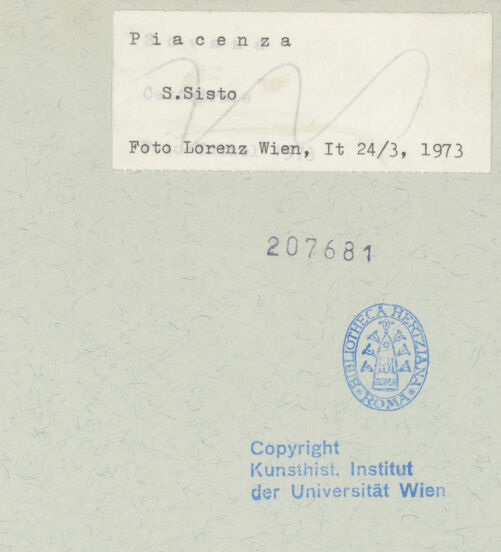 Piacenza
S.Sisto
Foto Lorenz Wien, It 24/3, 1973
207681
BIBLIOTHECA HERTZIANA
ROMA
Copyright
Kunsthist. Institut
der Universität Wien